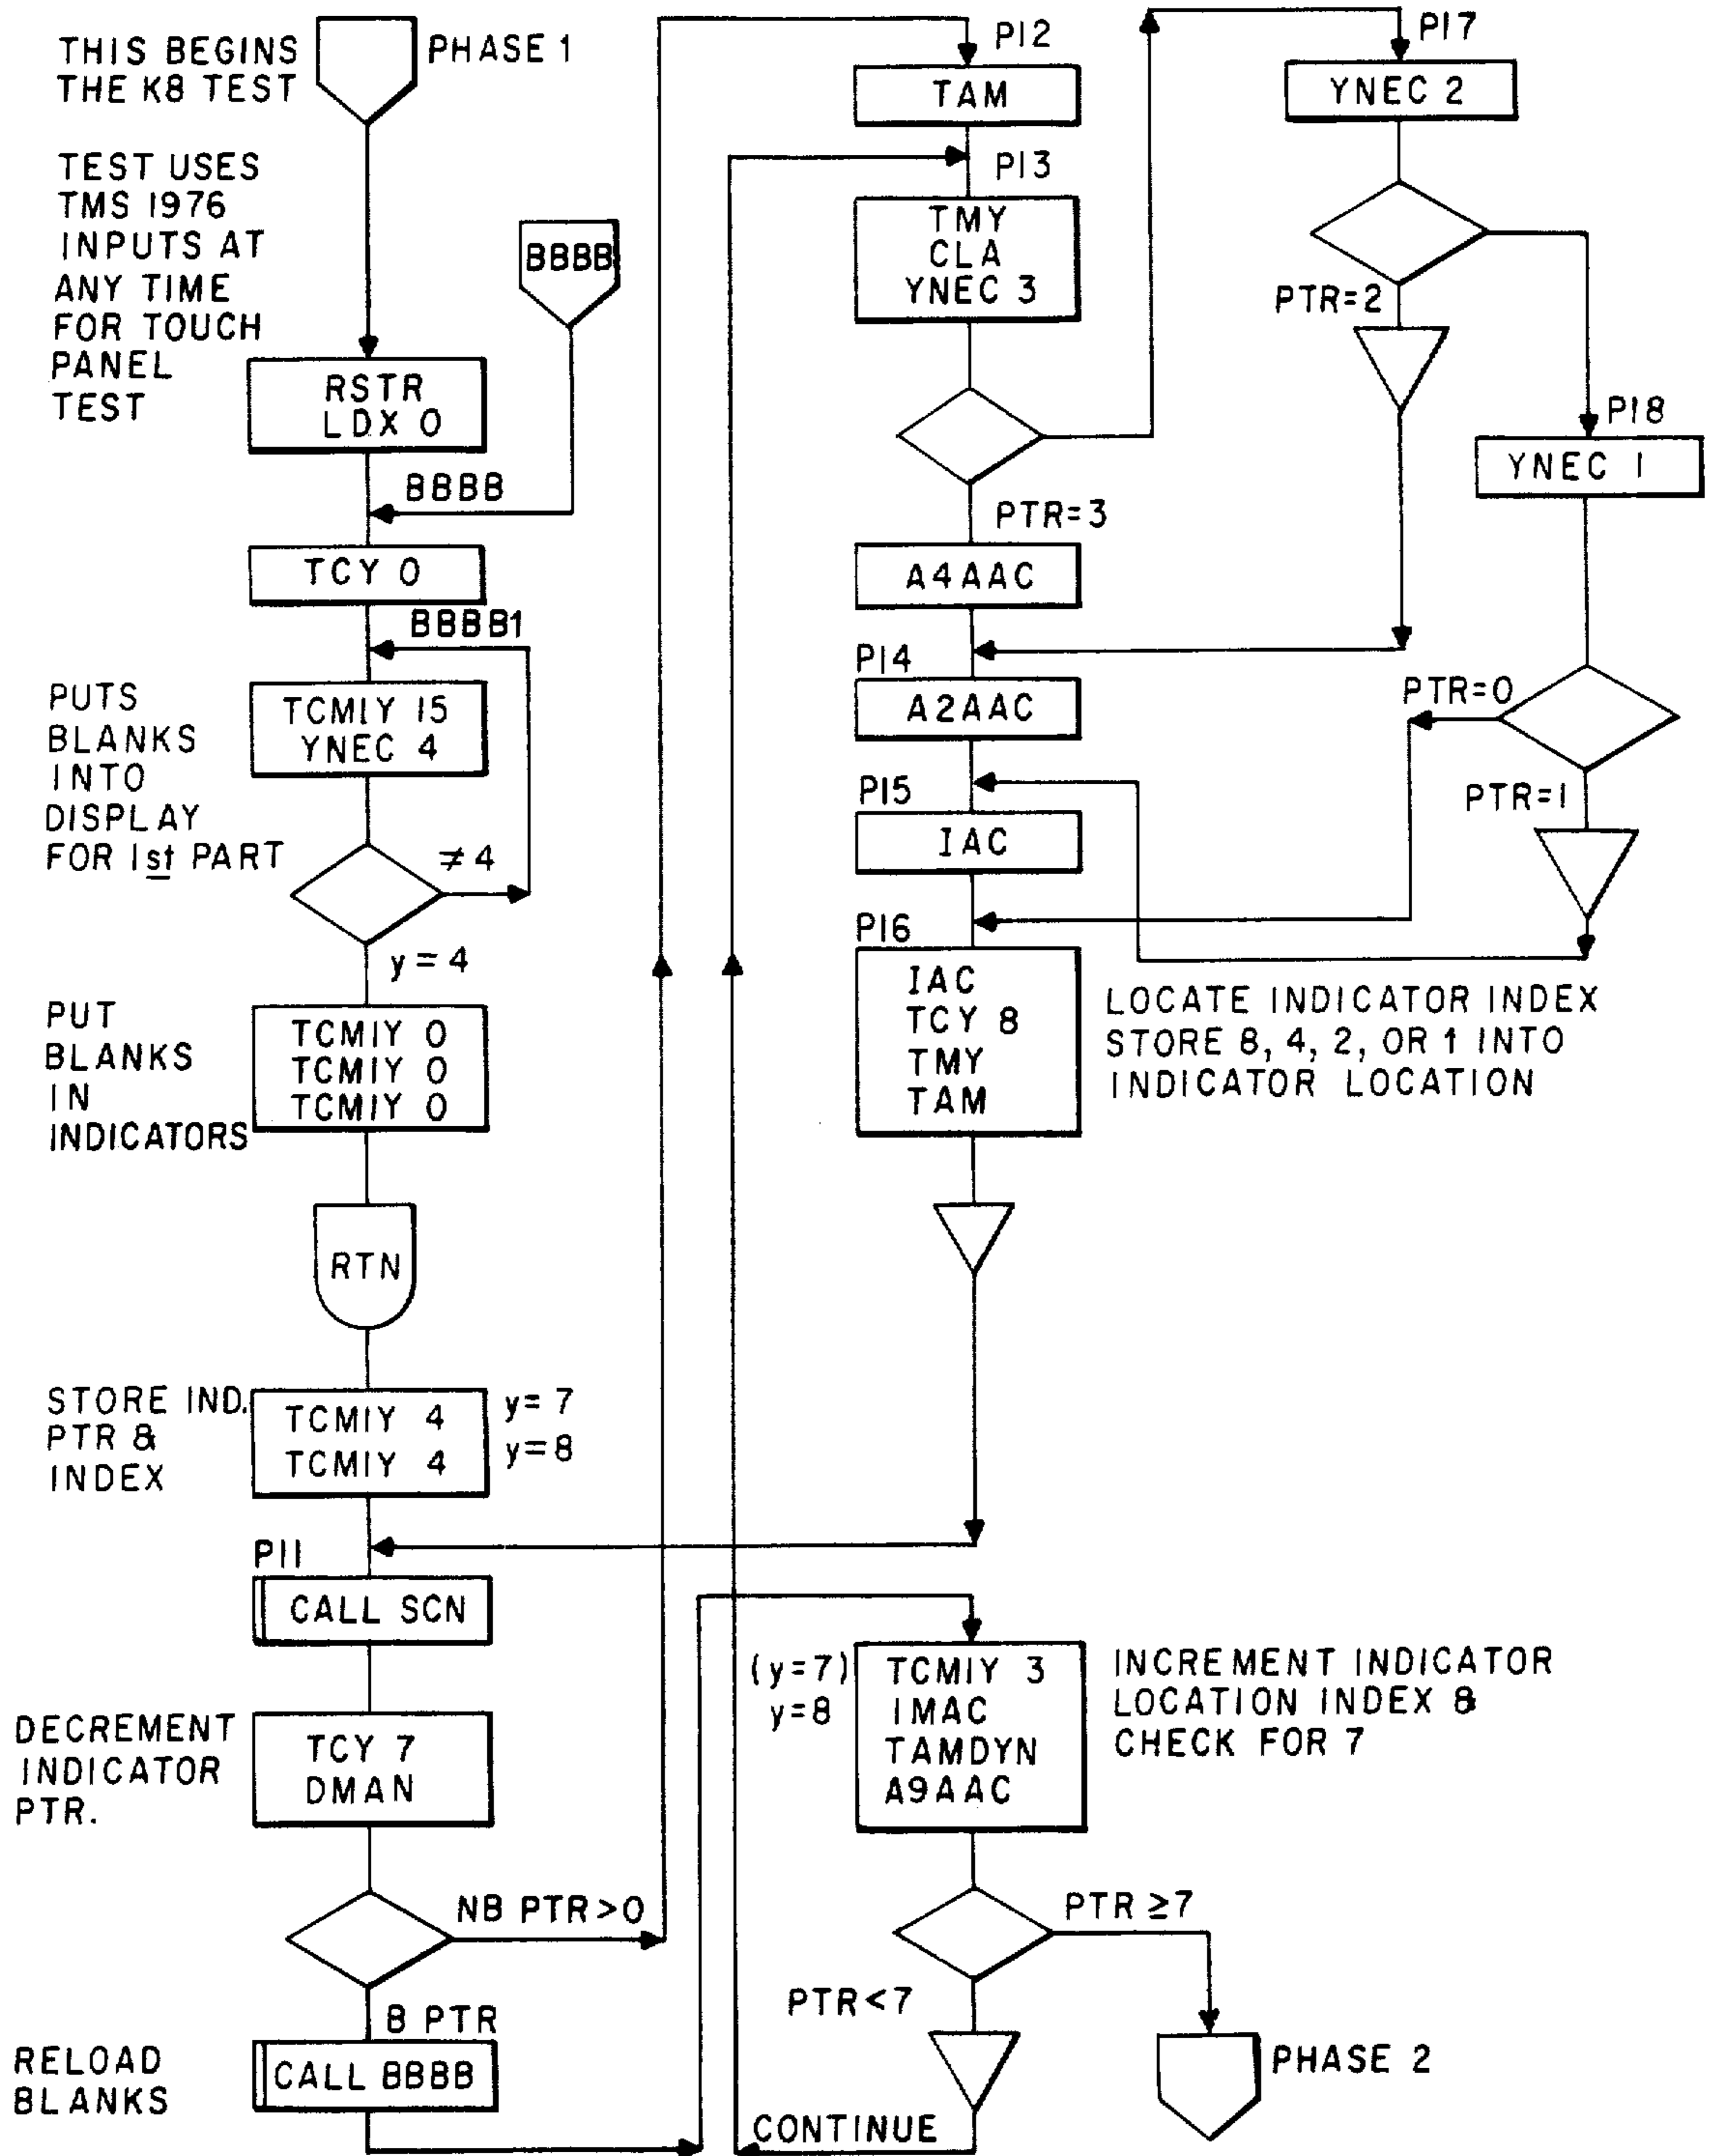 THIS BEGINS
THE K8 TEST
PHASE 1
TEST USES
TMS 1976
INPUTS AT
ANY TIME
FOR TOUCH
PANEL
TEST
BBBB
RSTR
LDX 0
BBBB
TCY 0
BBBB1
PUTS
BLANKS
INTO
DISPLAY
FOR 1st PART
TCMIY 15
YNEC 4
≠4
y=4
PUT
BLANKS
IN
INDICATORS
TCMIY 0
TCMIY 0
TCMIY 0
RTN
STORE IND.
PTR &
INDEX
TCMIY 4
TCMIY 4
y=7
y=8
P11
CALL SCN
DECREMENT
INDICATOR
PTR.
TCY 7
DMAN
NB PTR>0
B PTR
RELOAD
BLANKS
CALL BBBB
P12
TAM
P13
TMY
CLA
YNEC 3
PTR=3
A4AAC
P14
A2AAC
P15
IAC
P16
IAC
TCY 8
TMY
TAM
LOCATE INDICATOR INDEX
STORE 8, 4, 2, OR 1 INTO
INDICATOR LOCATION
P17
YNEC 2
PTR=2
P18
YNEC 1
PTR=0
PTR=1
(y=7)
y=8
TCMIY 3
IMAC
TAMDYN
A9AAC
INCREMENT INDICATOR
LOCATION INDEX &
CHECK FOR 7
PTR ≥7
PTR<7
PHASE 2
CONTINUE